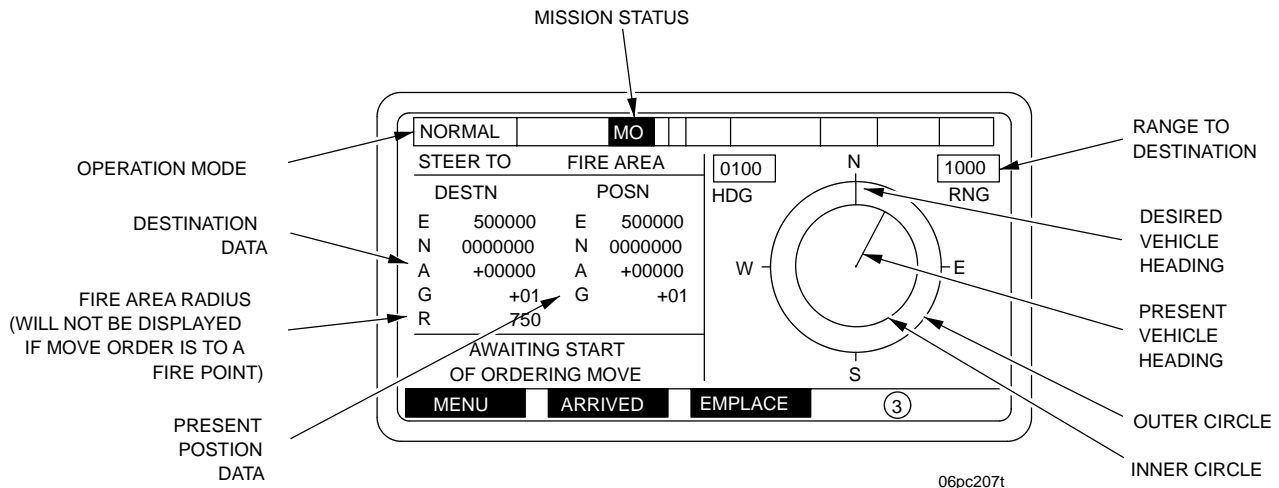 MISSION STATUS
OPERATION MODE
DESTINATION
DATA
FIRE AREA RADIUS
(WILL NOT BE DISPLAYED
IF MOVE ORDER IS TO A
FIRE POINT)
PRESENT
POSTION
DATA
NORMAL MO
STEER TO FIRE AREA
DESTN POSN
E 500000 E 500000
N 0000000 N 0000000
A +00000 A +00000
G +01 G +01
R 750
AWAITING START
OF ORDERING MOVE
0100
HDG
1000
RNG
N
W E
S
MENU ARRIVED EMPLACE 3
RANGE TO
DESTINATION
DESIRED
VEHICLE
HEADING
PRESENT
VEHICLE
HEADING
OUTER CIRCLE
INNER CIRCLE
06pc207t